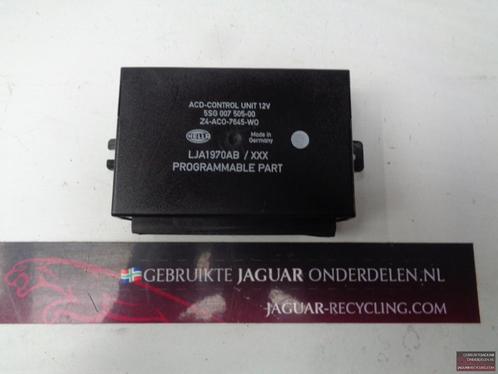 ACD-CONTROL UNIT 12V
5SG 007 505-00
Z4-ACO-7645-WO
HELLA
Made in
Germany
LJA1970AB / XXX
PROGRAMMABLE PART
GEBRUIKTE JAGUAR ONDERDELEN.NL
JAGUAR-RECYCLING.COM